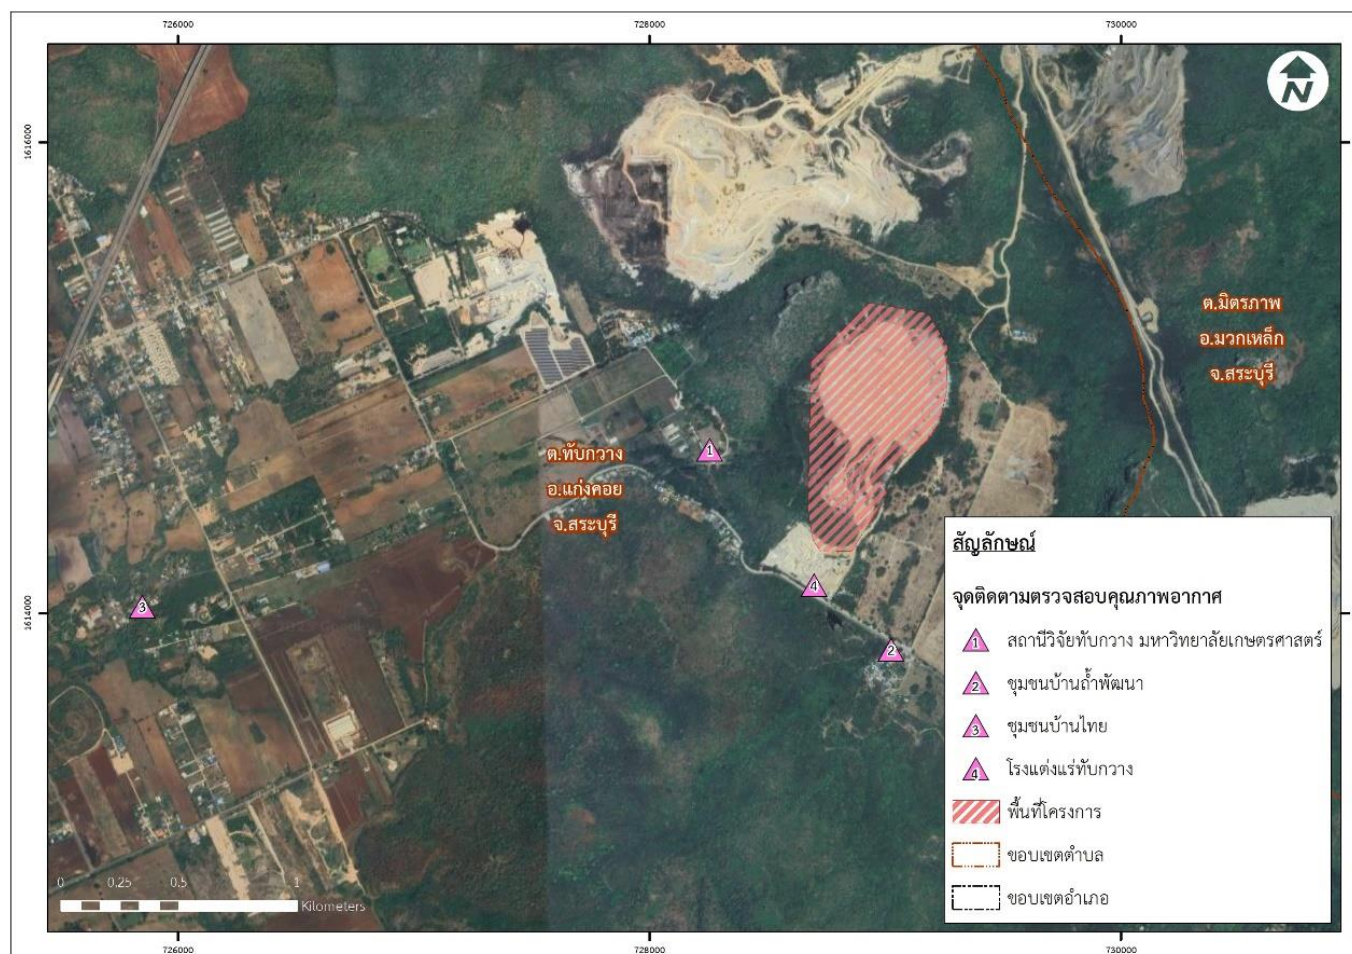 726000 728000 730000
N
1616000
ต.มิตรภาพ
อ.มวกเหล็ก
จ.สระบุรี
1
ต.ทับกวาง
อ.แก่งคอย
จ.สระบุรี
4
3
1614000
2
สัญลักษณ์
จุดติดตามตรวจสอบคุณภาพอากาศ
1 สถานีวิจัยทับกวาง มหาวิทยาลัยเกษตรศาสตร์
2 ชุมชนบ้านถ้ำพัฒนา
3 ชุมชนบ้านไทย
4 โรงแต่งแร่ทับกวาง
พื้นที่โครงการ
ขอบเขตตำบล
ขอบเขตอำเภอ
0 0.25 0.5 1
Kilometers
726000 728000 730000